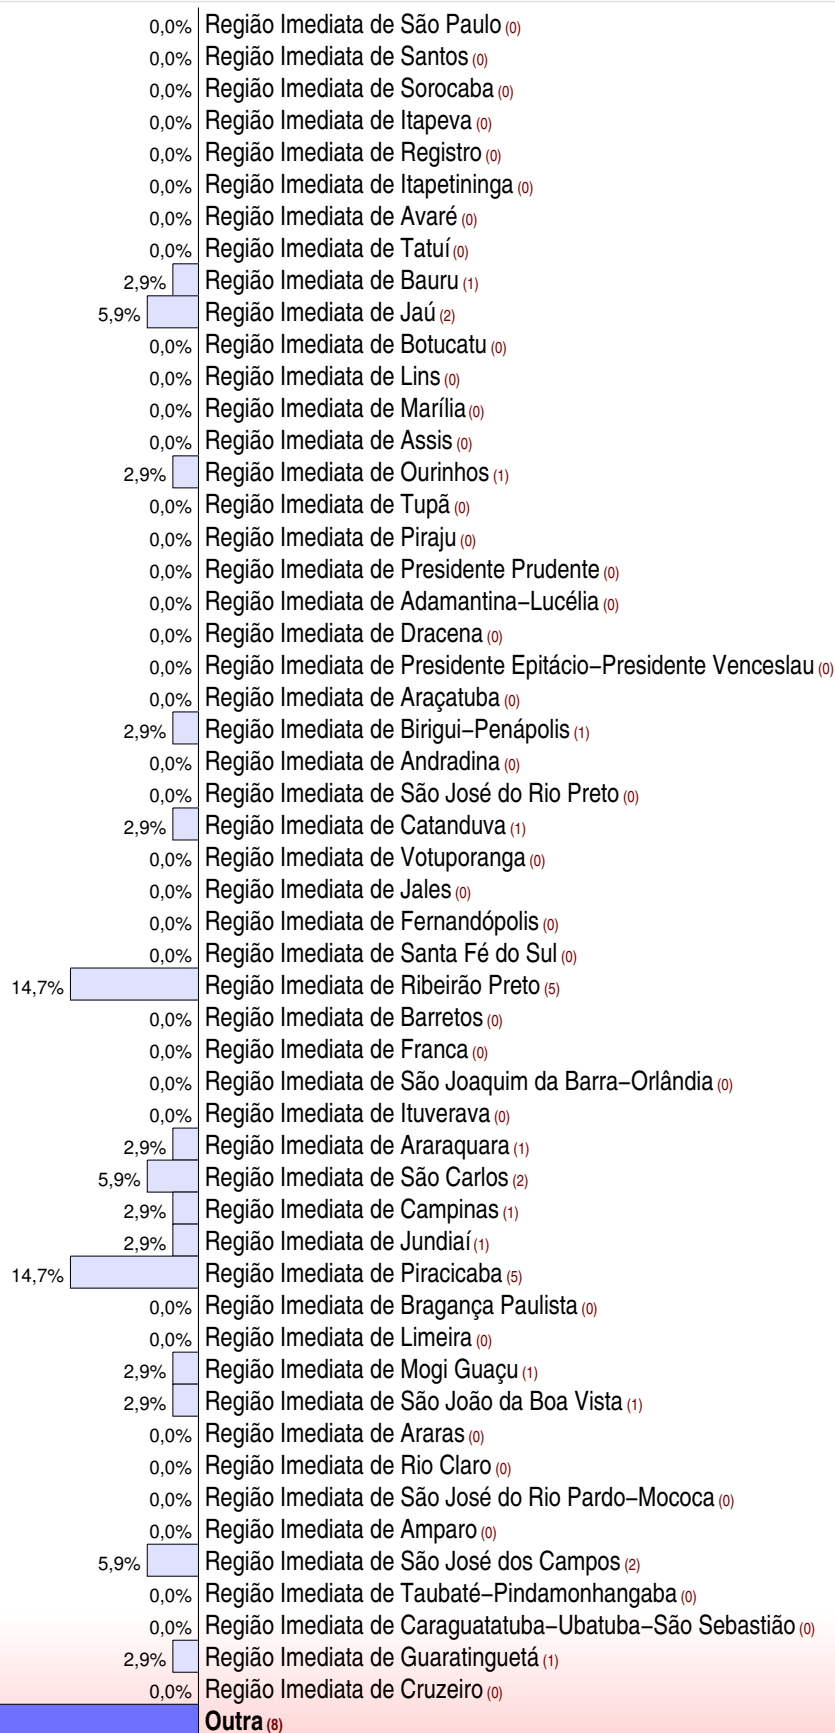 0,0% Região Imediata de São Paulo (0)
0,0% Região Imediata de Santos (0)
0,0% Região Imediata de Sorocaba (0)
0,0% Região Imediata de Itapeva (0)
0,0% Região Imediata de Registro (0)
0,0% Região Imediata de Itapetininga (0)
0,0% Região Imediata de Avaré (0)
0,0% Região Imediata de Tatuí (0)
2,9% Região Imediata de Bauru (1)
5,9% Região Imediata de Jaú (2)
0,0% Região Imediata de Botucatu (0)
0,0% Região Imediata de Lins (0)
0,0% Região Imediata de Marília (0)
0,0% Região Imediata de Assis (0)
2,9% Região Imediata de Ourinhos (1)
0,0% Região Imediata de Tupã (0)
0,0% Região Imediata de Piraju (0)
0,0% Região Imediata de Presidente Prudente (0)
0,0% Região Imediata de Adamantina–Lucélia (0)
0,0% Região Imediata de Dracena (0)
0,0% Região Imediata de Presidente Epitácio–Presidente Venceslau (0)
0,0% Região Imediata de Araçatuba (0)
2,9% Região Imediata de Birigui–Penápolis (1)
0,0% Região Imediata de Andradina (0)
0,0% Região Imediata de São José do Rio Preto (0)
2,9% Região Imediata de Catanduva (1)
0,0% Região Imediata de Votuporanga (0)
0,0% Região Imediata de Jales (0)
0,0% Região Imediata de Fernandópolis (0)
0,0% Região Imediata de Santa Fé do Sul (0)
14,7% Região Imediata de Ribeirão Preto (5)
0,0% Região Imediata de Barretos (0)
0,0% Região Imediata de Franca (0)
0,0% Região Imediata de São Joaquim da Barra–Orlândia (0)
0,0% Região Imediata de Ituverava (0)
2,9% Região Imediata de Araraquara (1)
5,9% Região Imediata de São Carlos (2)
2,9% Região Imediata de Campinas (1)
2,9% Região Imediata de Jundiaí (1)
14,7% Região Imediata de Piracicaba (5)
0,0% Região Imediata de Bragança Paulista (0)
0,0% Região Imediata de Limeira (0)
2,9% Região Imediata de Mogi Guaçu (1)
2,9% Região Imediata de São João da Boa Vista (1)
0,0% Região Imediata de Araras (0)
0,0% Região Imediata de Rio Claro (0)
0,0% Região Imediata de São José do Rio Pardo–Mococa (0)
0,0% Região Imediata de Amparo (0)
5,9% Região Imediata de São José dos Campos (2)
0,0% Região Imediata de Taubaté–Pindamonhangaba (0)
0,0% Região Imediata de Caraguatatuba–Ubatuba–São Sebastião (0)
2,9% Região Imediata de Guaratinguetá (1)
0,0% Região Imediata de Cruzeiro (0)
Outra (8)